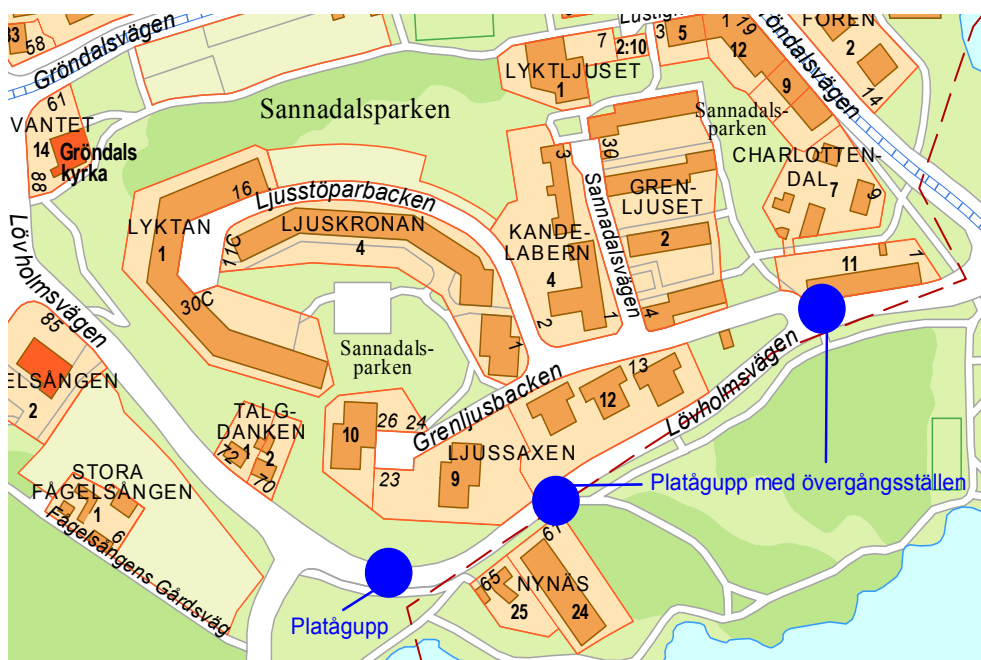 Gröndalsvägen
33
58
61
VANTET
14
Gröndals
kyrka
88
Lövholmsvägen
Sannadalsparken
LYKTLJUSET
1
7
2:10
3
5
1
19
12
9
Gröndalsvägen
FOREN
2
14
Sannadals-
parken
CHARLOTTEN-
DAL
7
9
LYKTAN
1
16
Ljusstöparbacken
LJUSKRONAN
4
11C
30C
3
30
Sannadalsvägen
KANDE-
LABERN
4
2
1
GREN-
LJUSET
2
4
11
1
Sannadals-
parken
1
13
12
Grenljusbacken
Lövholmsvägen
85
ELSÅNGEN
2
TALG-
DANKEN
1
2
72
70
10
26
24
23
LJUSSAXEN
9
STORA
FÅGELSÅNGEN
1
6
Fågelsångens Gårdsväg
Platågupp med övergångsställen
Platågupp
61
65
NYNÄS
25
24